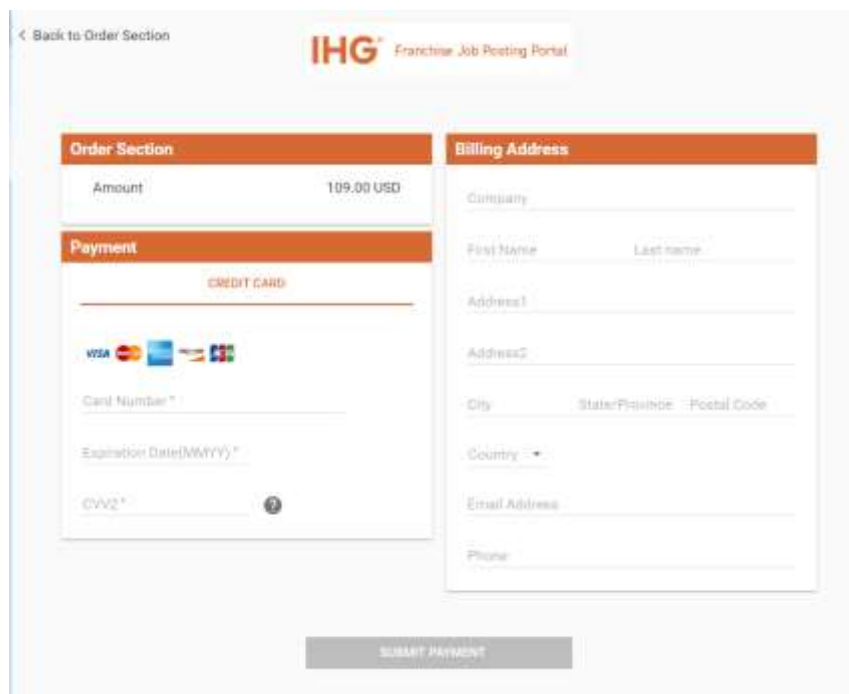 < Back to Order Section
IHG® Franchise Job Posting Portal
Order Section
Amount 109.00 USD
Payment
CREDIT CARD
VISA
JCB
Card Number *
Expiration Date(MMYY) *
CVV2 *
?
Billing Address
Company
First Name Last name
Address1
Address2
City State/Province Postal Code
Country
Email Address
Phone
SUBMIT PAYMENT